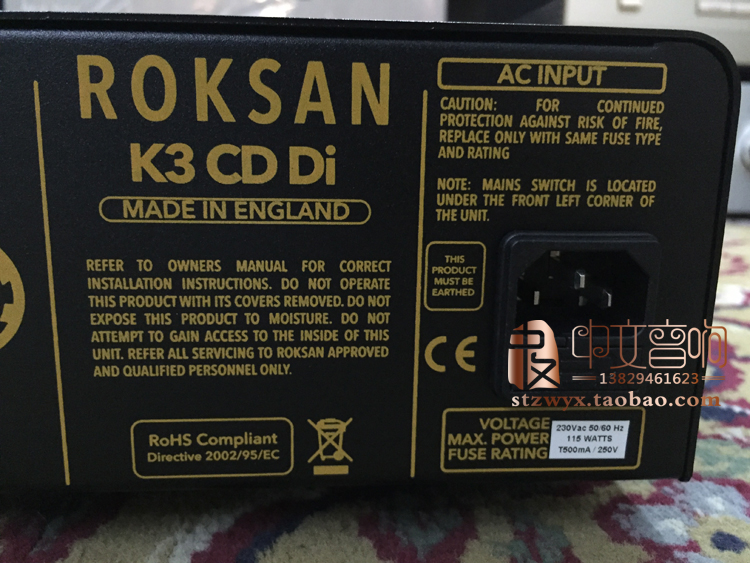 ROKSAN
K3 CD Di
MADE IN ENGLAND
REFER TO OWNERS MANUAL FOR CORRECT
INSTALLATION INSTRUCTIONS. DO NOT OPERATE
THIS PRODUCT WITH ITS COVERS REMOVED. DO NOT
EXPOSE THIS PRODUCT TO MOISTURE. DO NOT
ATTEMPT TO GAIN ACCESS TO THE INSIDE OF THIS
UNIT. REFER ALL SERVICING TO ROKSAN APPROVED
AND QUALIFIED PERSONNEL ONLY.
RoHS Compliant
Directive 2002/95/EC
AC INPUT
CAUTION: FOR CONTINUED
PROTECTION AGAINST RISK OF FIRE,
REPLACE ONLY WITH SAME FUSE TYPE
AND RATING
NOTE: MAINS SWITCH IS LOCATED
UNDER THE FRONT LEFT CORNER OF
THE UNIT.
THIS
PRODUCT
MUST BE
EARTHED
CE
中文音响
13829461623
stzwyx.taobao.com
VOLTAGE 230Vac 50/60 Hz
MAX. POWER 115 WATTS
FUSE RATING T500mA / 250V